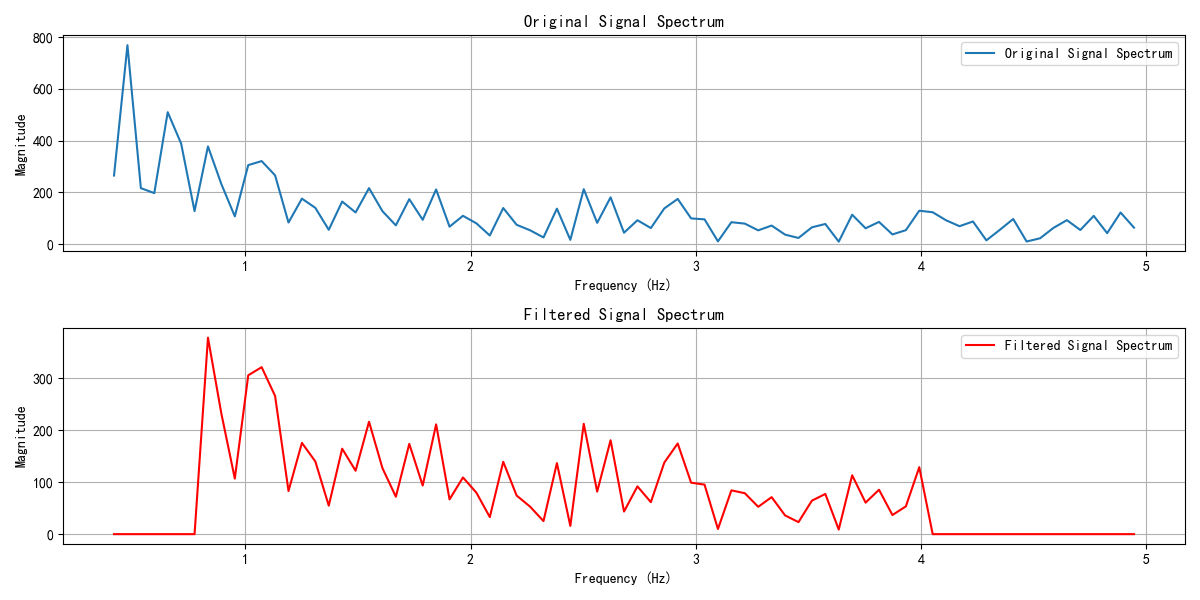 Original Signal Spectrum
800
600
400
200
0
Magnitude
Original Signal Spectrum
1 2 3 4 5
Frequency (Hz)
Filtered Signal Spectrum
300
200
100
0
Magnitude
Filtered Signal Spectrum
1 2 3 4 5
Frequency (Hz)